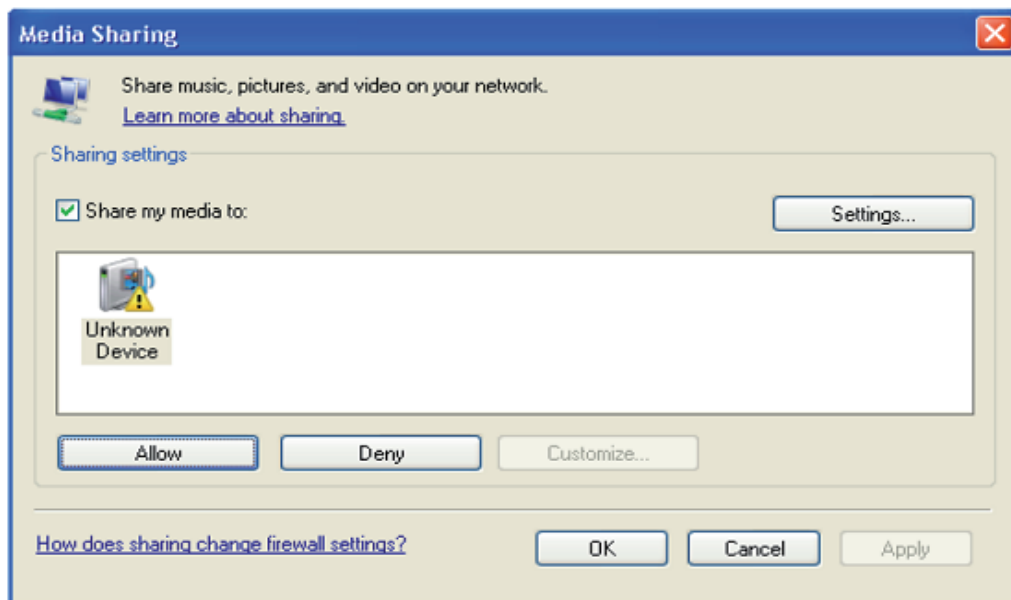 Media Sharing
Share music, pictures, and video on your network.
Learn more about sharing.
Sharing settings
Share my media to:
Settings...
Unknown
Device
Allow
Deny
Customize...
How does sharing change firewall settings?
OK
Cancel
Apply